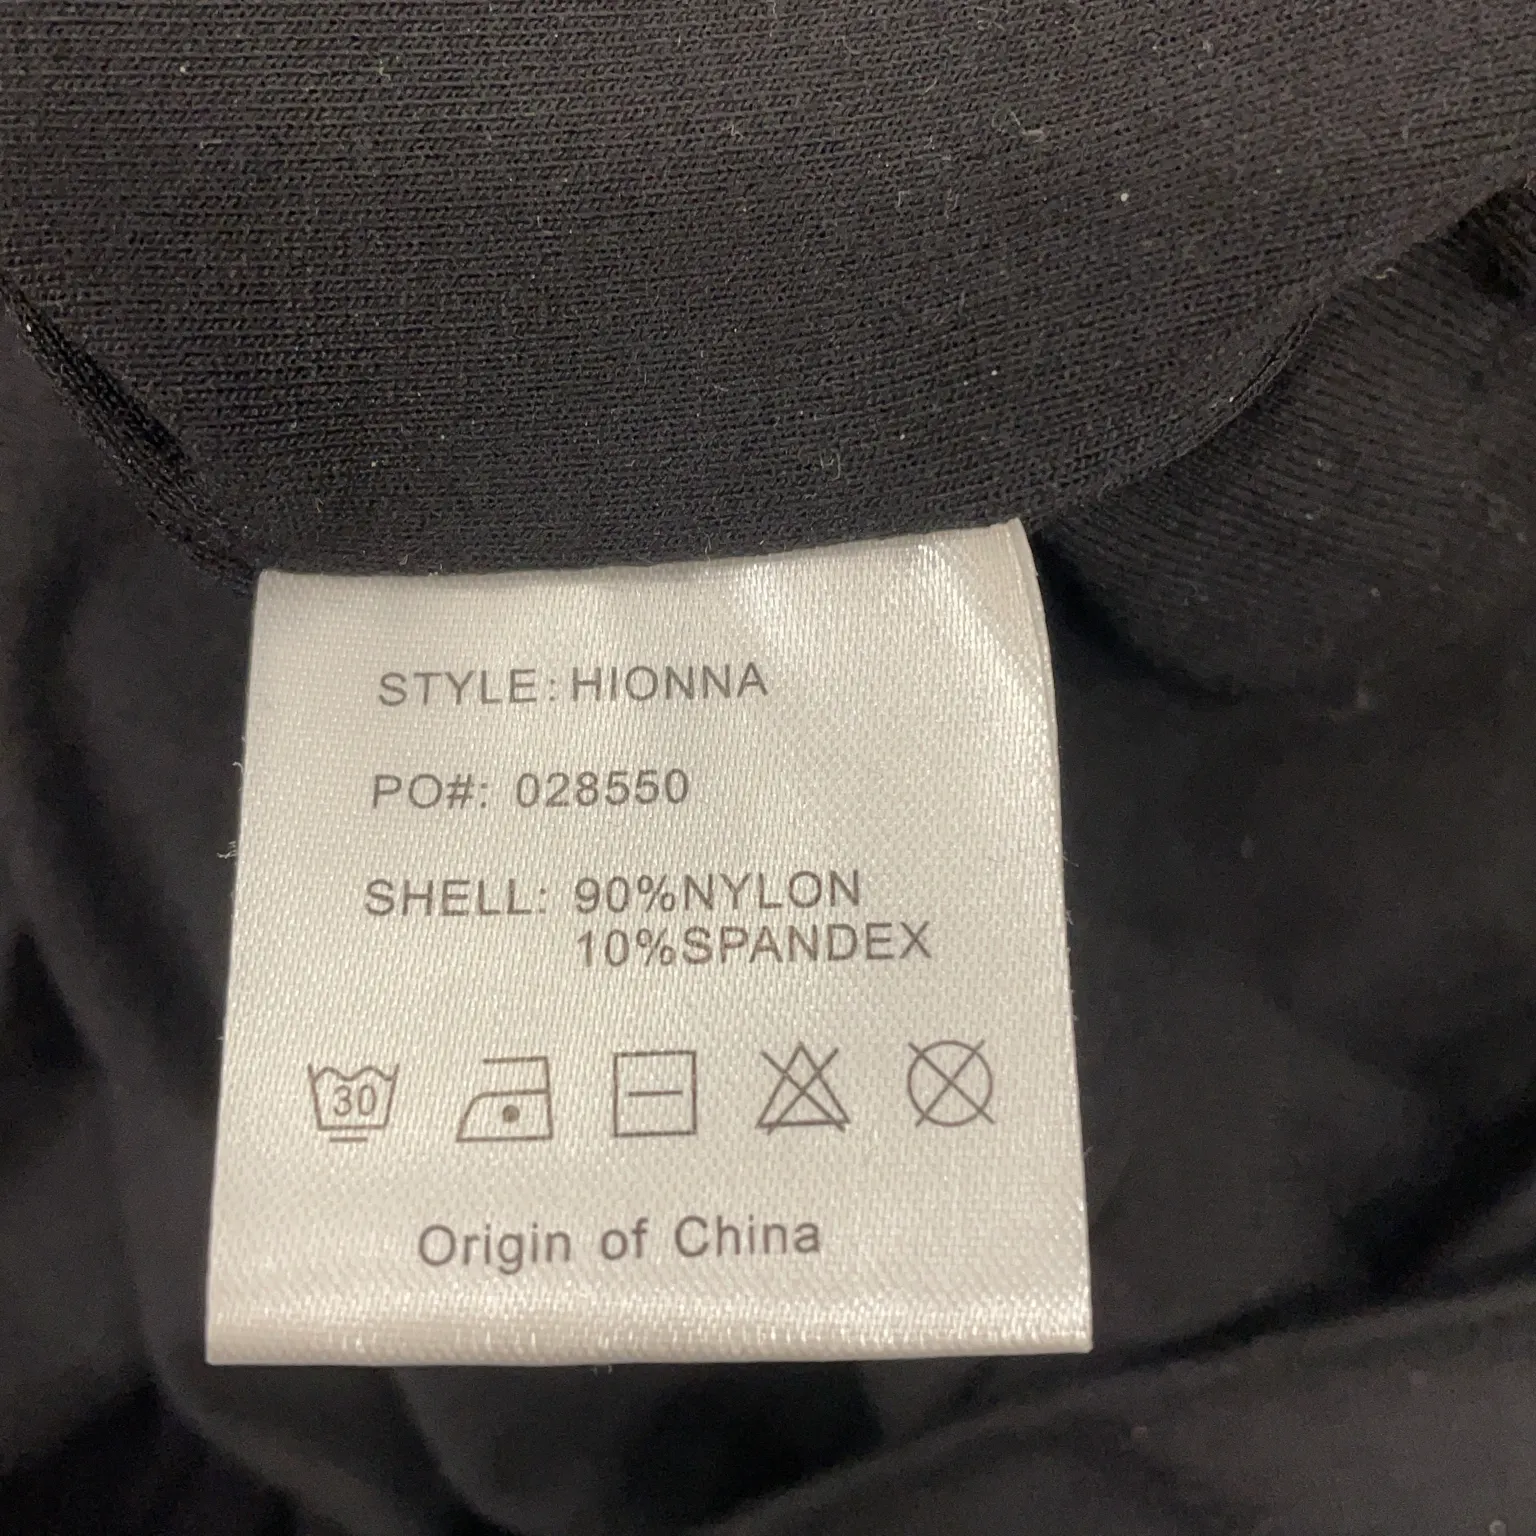 STYLE: HIONNA
PO#: 028550
SHELL: 90%NYLON
10%SPANDEX
30
Origin of China